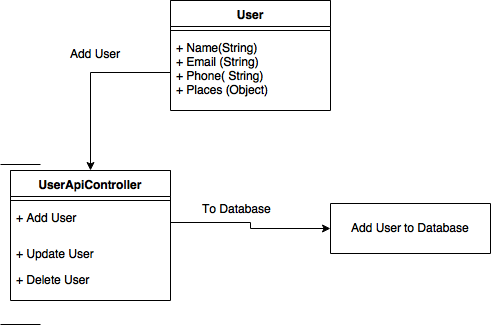 User
+ Name(String)
+ Email (String)
+ Phone( String)
+ Places (Object)
Add User
UserApiController
+ Add User
+ Update User
+ Delete User
To Database
Add User to Database